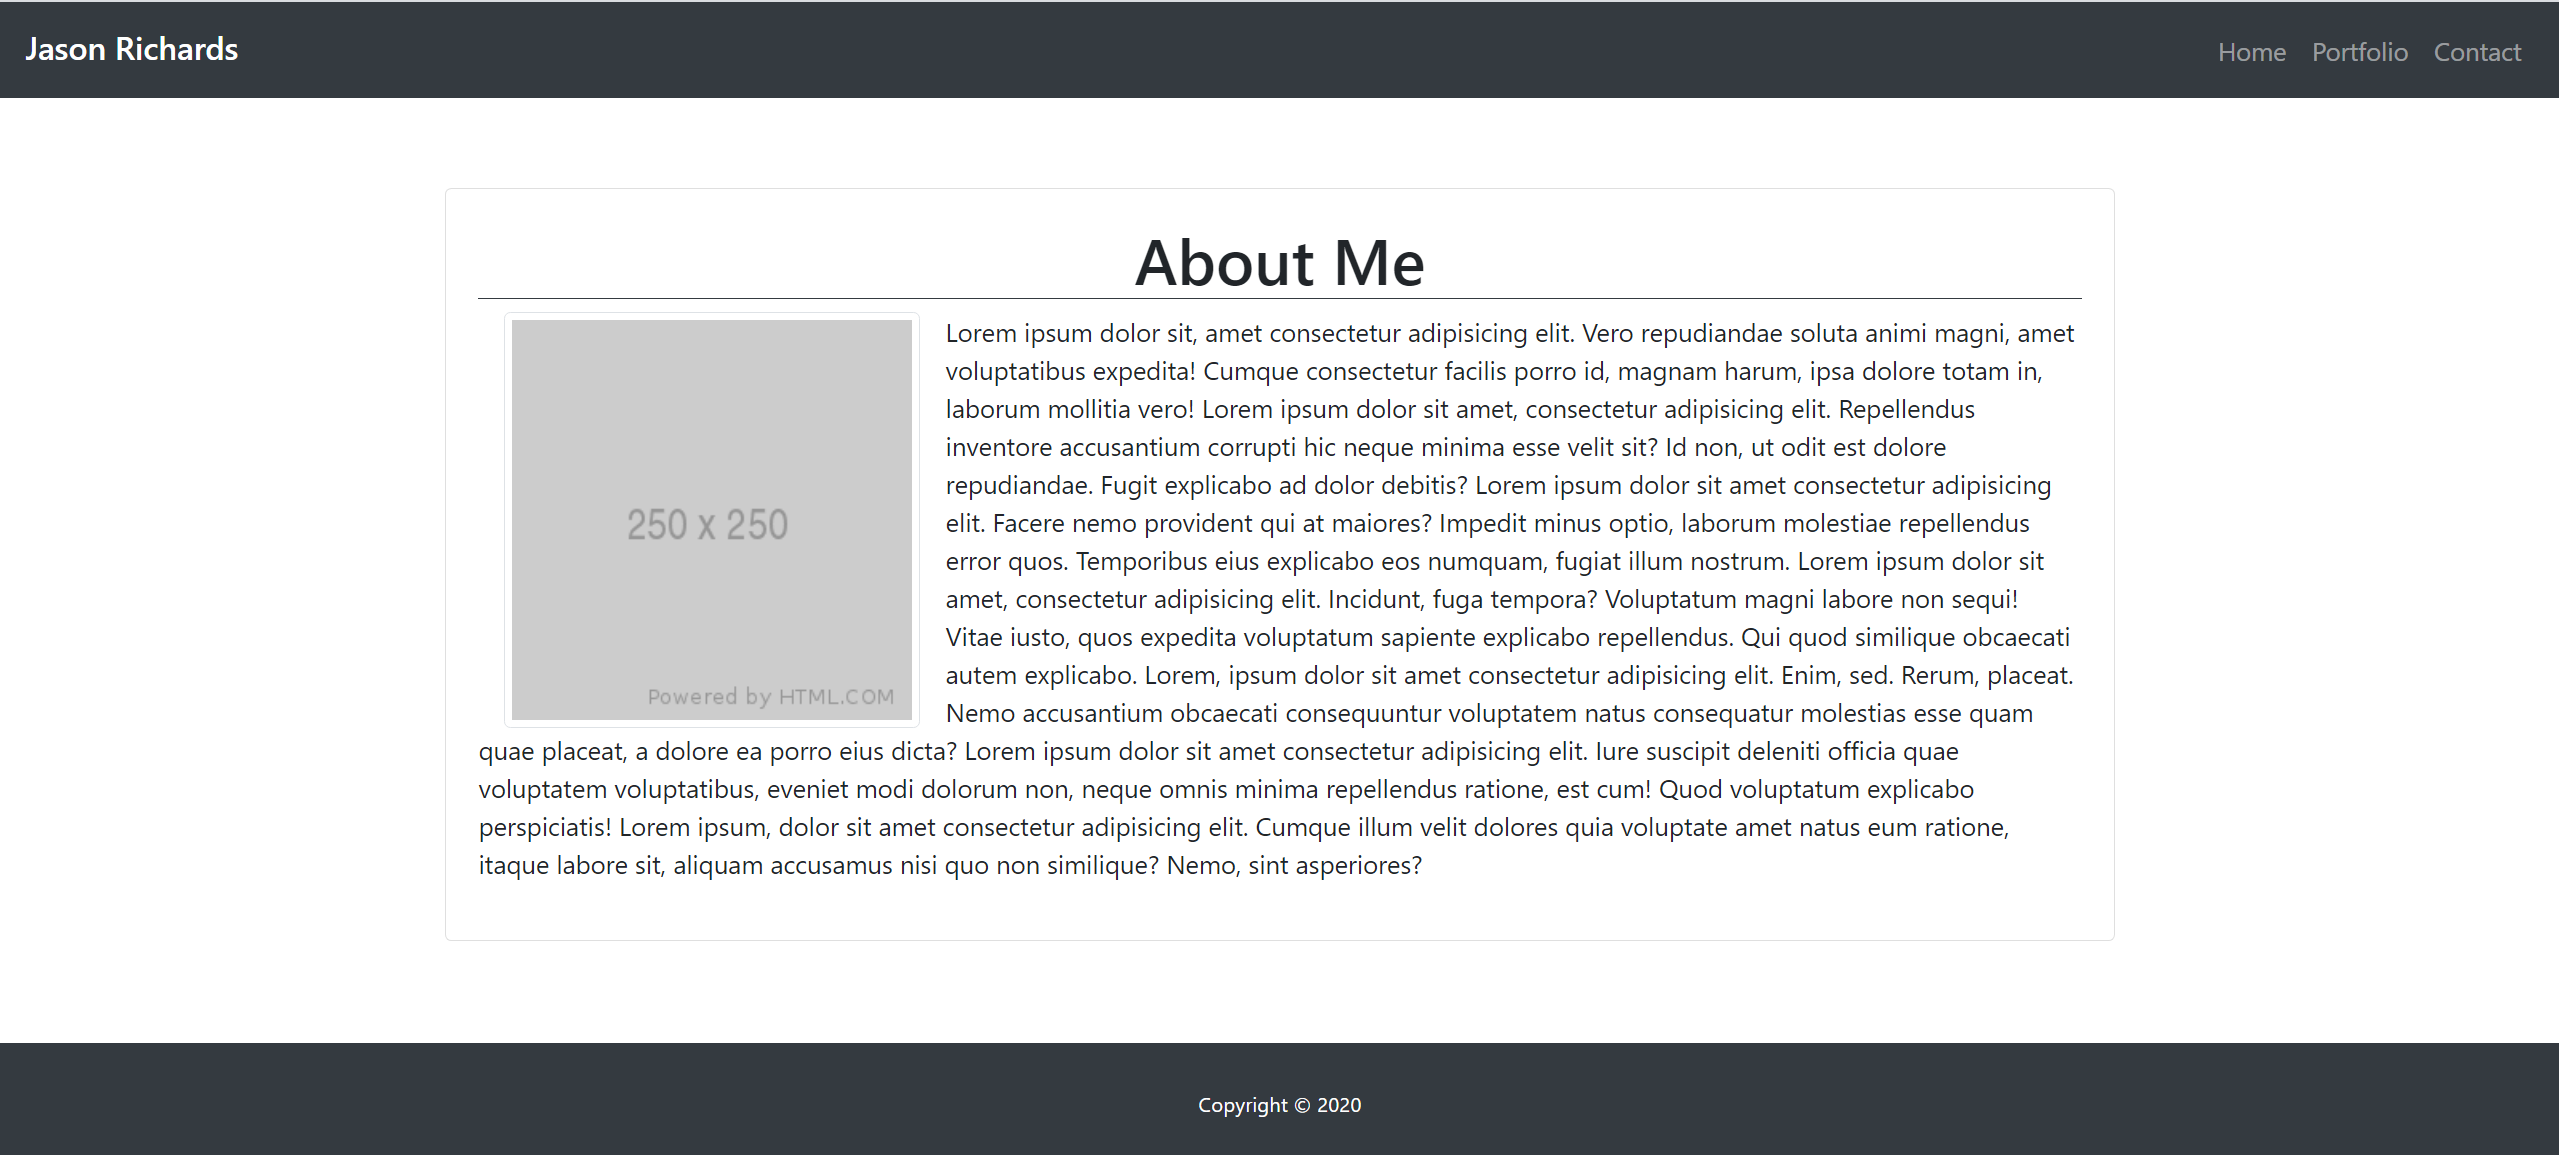 Jason Richards
Home Portfolio Contact
About Me
250 x 250
Powered by HTML.COM
Lorem ipsum dolor sit, amet consectetur adipisicing elit. Vero repudiandae soluta animi magni, amet
voluptatibus expedita! Cumque consectetur facilis porro id, magnam harum, ipsa dolore totam in,
laborum mollitia vero! Lorem ipsum dolor sit amet, consectetur adipisicing elit. Repellendus
inventore accusantium corrupti hic neque minima esse velit sit? Id non, ut odit est dolore
repudiandae. Fugit explicabo ad dolor debitis? Lorem ipsum dolor sit amet consectetur adipisicing
elit. Facere nemo provident qui at maiores? Impedit minus optio, laborum molestiae repellendus
error quos. Temporibus eius explicabo eos numquam, fugiat illum nostrum. Lorem ipsum dolor sit
amet, consectetur adipisicing elit. Incidunt, fuga tempora? Voluptatum magni labore non sequi!
Vitae iusto, quos expedita voluptatum sapiente explicabo repellendus. Qui quod similique obcaecati
autem explicabo. Lorem, ipsum dolor sit amet consectetur adipisicing elit. Enim, sed. Rerum, placeat.
Nemo accusantium obcaecati consequuntur voluptatem natus consequatur molestias esse quam
quae placeat, a dolore ea porro eius dicta? Lorem ipsum dolor sit amet consectetur adipisicing elit. Iure suscipit deleniti officia quae
voluptatem voluptatibus, eveniet modi dolorum non, neque omnis minima repellendus ratione, est cum! Quod voluptatum explicabo
perspiciatis! Lorem ipsum, dolor sit amet consectetur adipisicing elit. Cumque illum velit dolores quia voluptate amet natus eum ratione,
itaque labore sit, aliquam accusamus nisi quo non similique? Nemo, sint asperiores?
Copyright © 2020